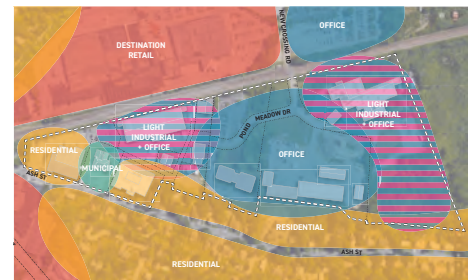 OFFICE
NEW CROSSING RD
DESTINATION
RETAIL
LIGHT
INDUSTRIAL
+ OFFICE
MEADOW DR
POND
LIGHT
INDUSTRIAL
+ OFFICE
RESIDENTIAL
OFFICE
MUNICIPAL
ASH ST
RESIDENTIAL
ASH ST
RESIDENTIAL